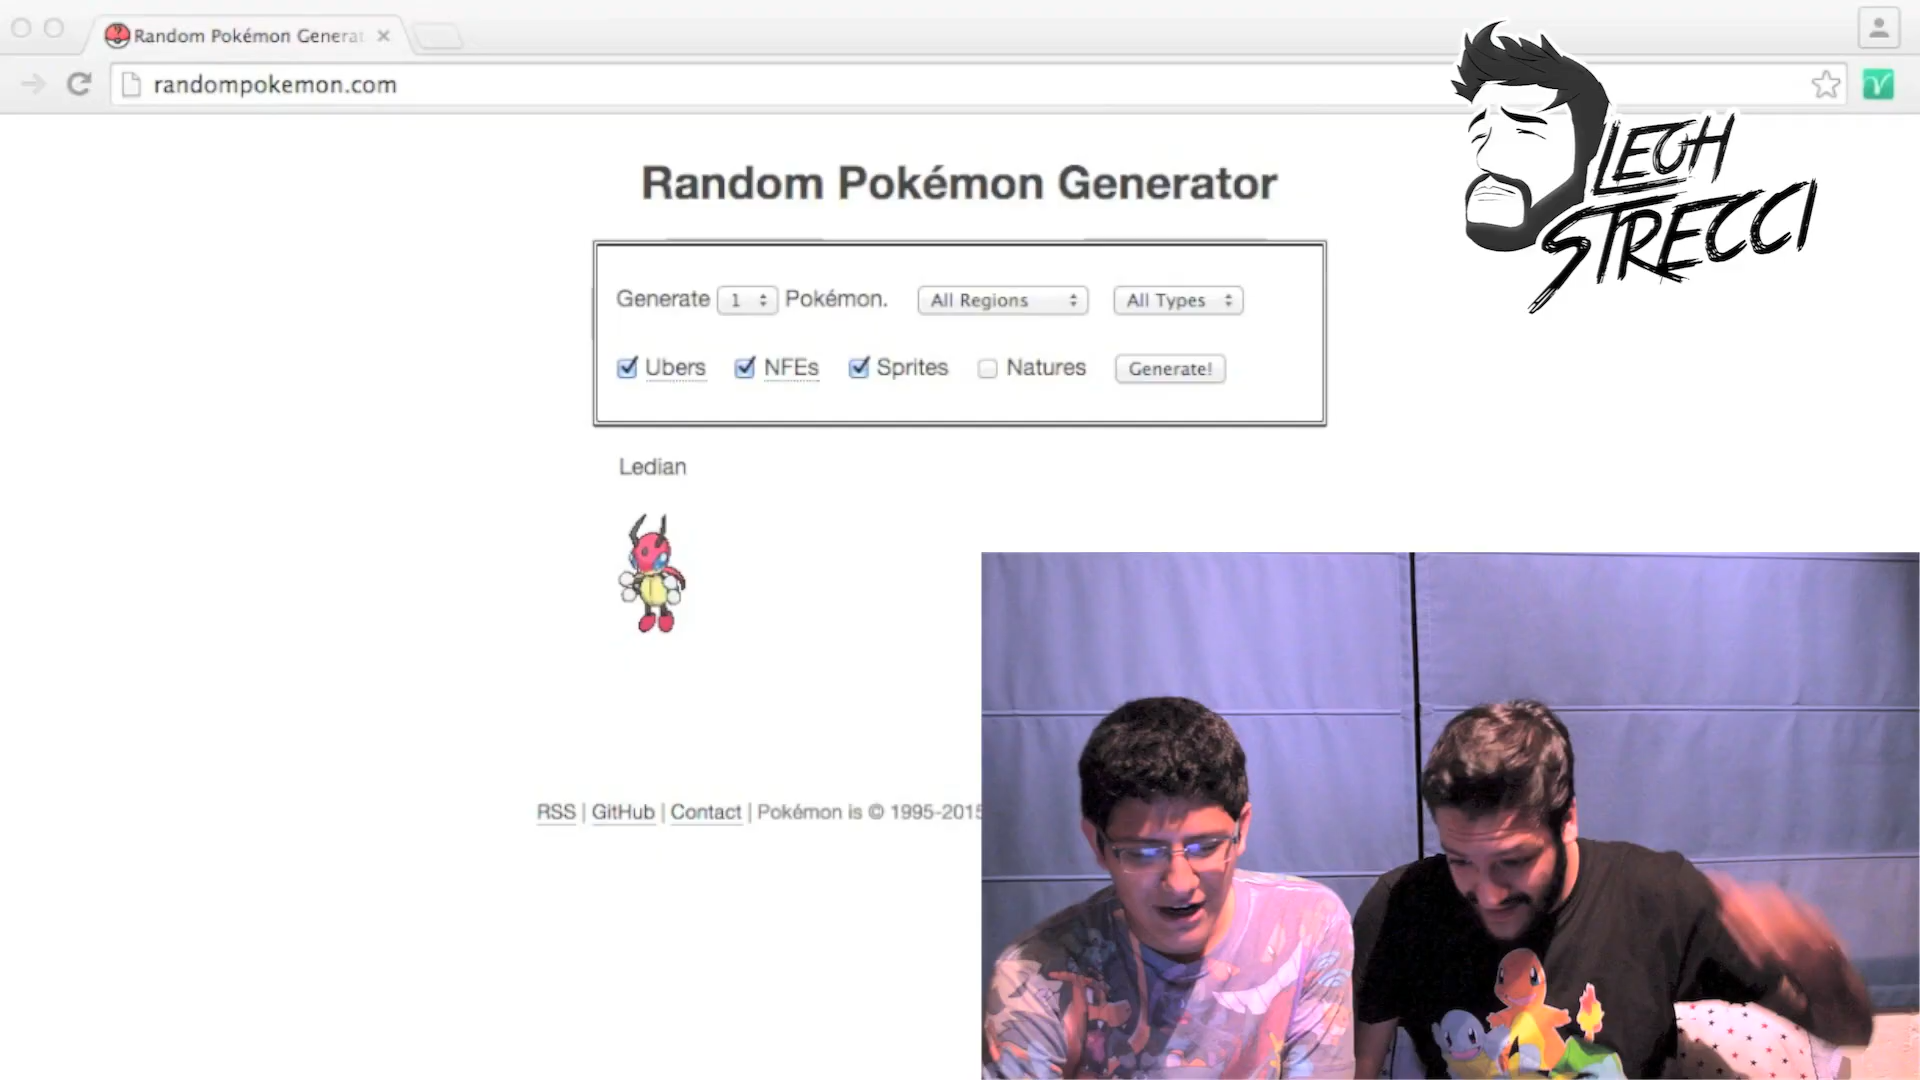 Random Pokémon Generat
randompokemon.com
LEOH
STRECCI
Random Pokémon Generator
Generate 1 Pokémon. All Regions All Types
Ubers NFEs Sprites Natures Generate!
Ledian
RSS | GitHub | Contact | Pokémon is © 1995-2015